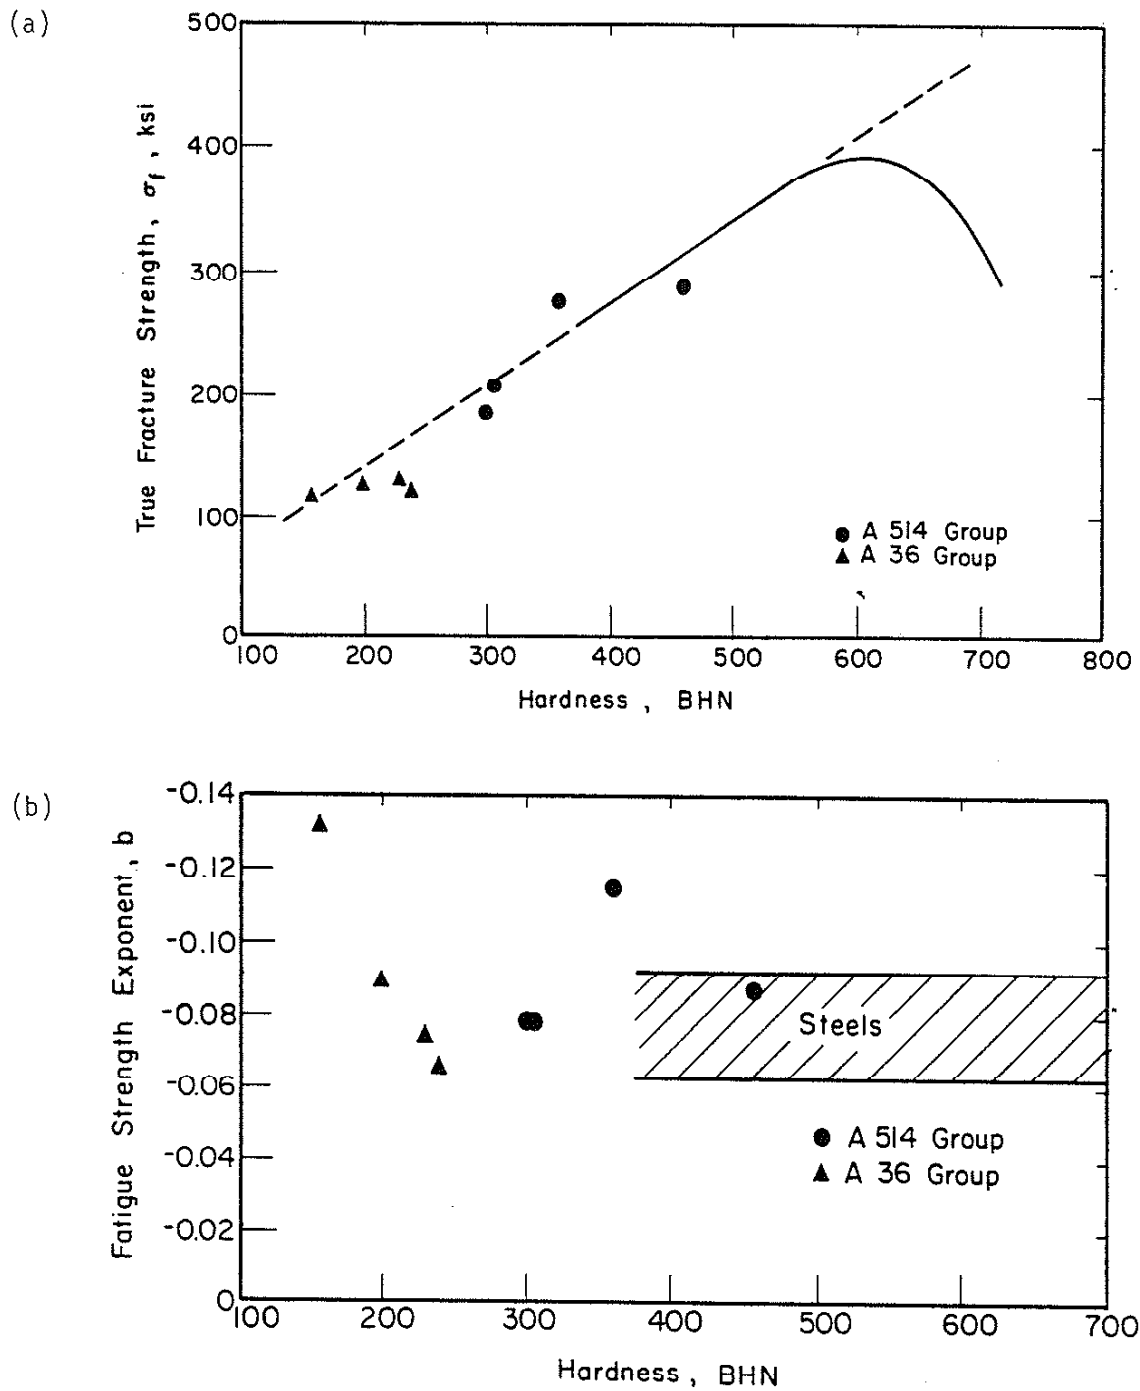 (a)
True Fracture Strength, σf, ksi
500
400
300
200
100
0
100 200 300 400 500 600 700 800
Hardness, BHN
● A 514 Group
▲ A 36 Group
(b)
Fatigue Strength Exponent, b
-0.14
-0.12
-0.10
-0.08
-0.06
-0.04
-0.02
0
Steels
● A 514 Group
▲ A 36 Group
100 200 300 400 500 600 700
Hardness, BHN